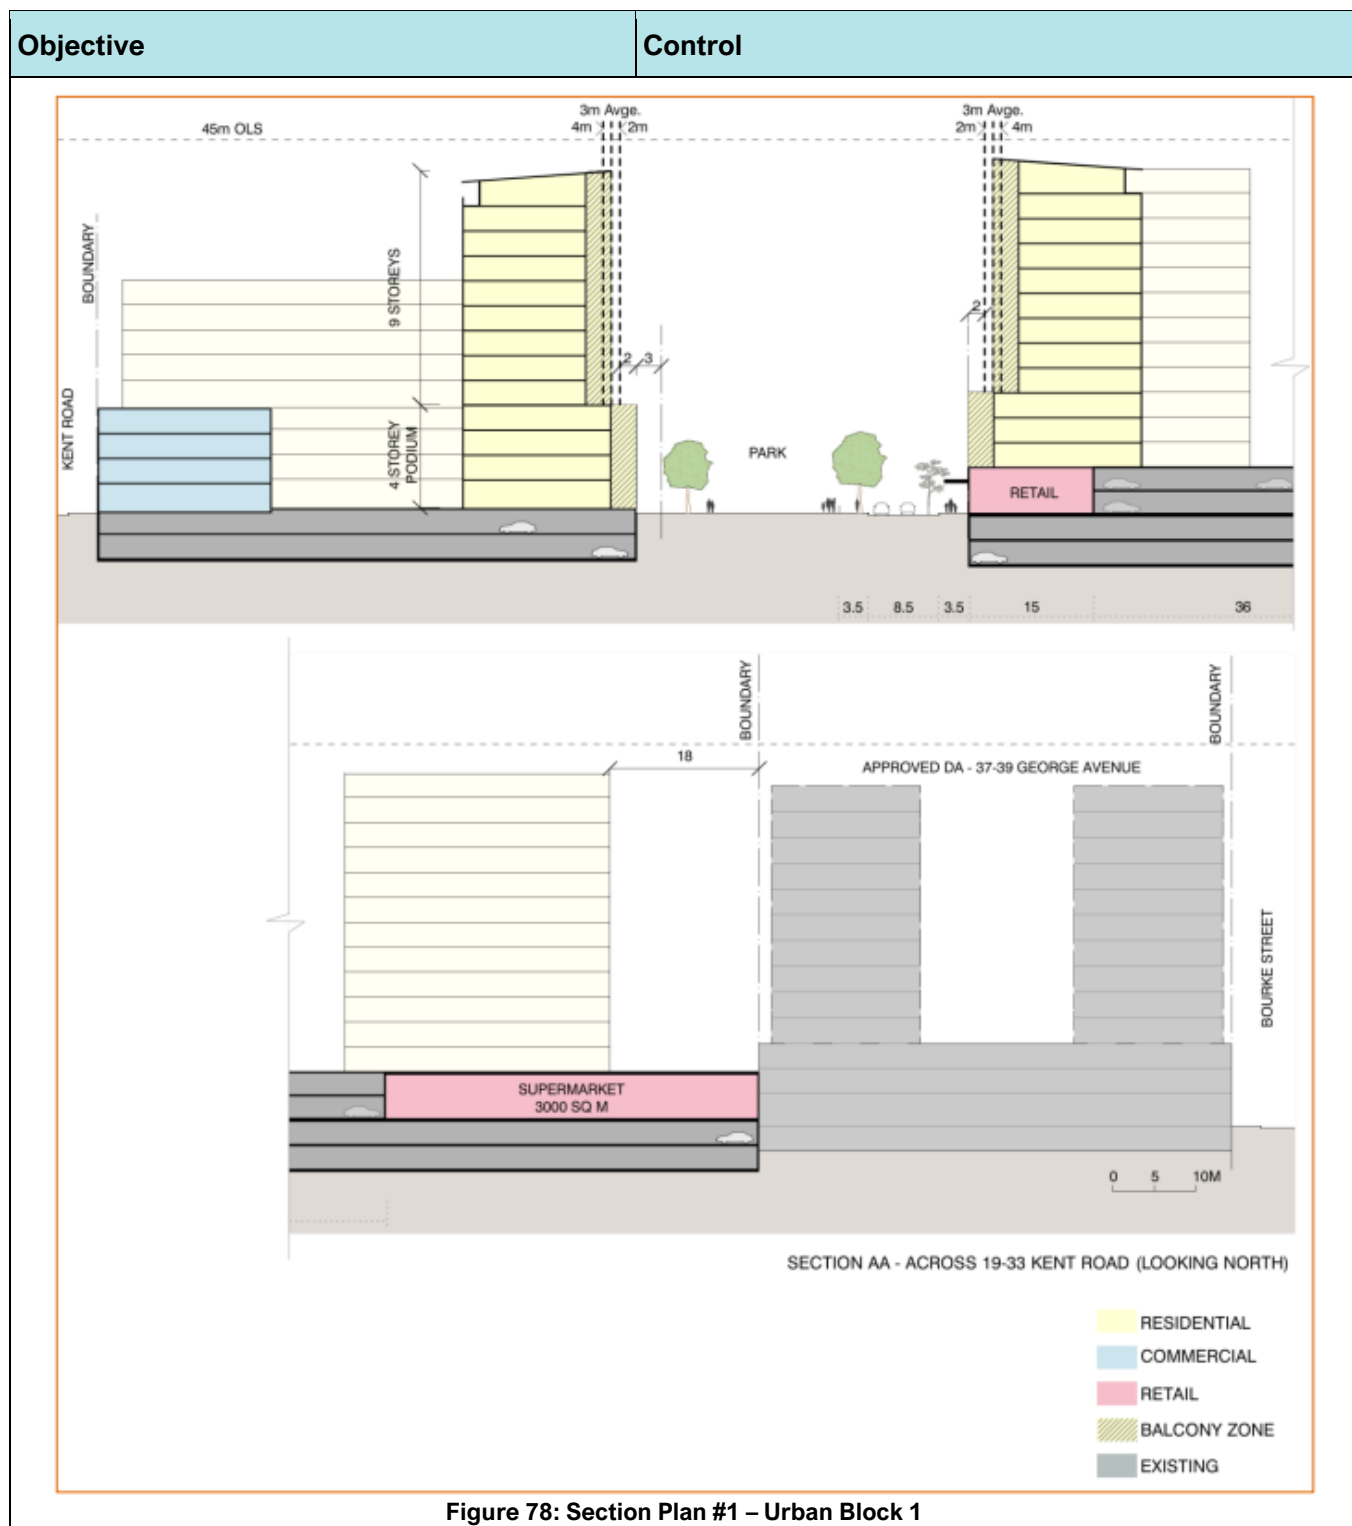 Objective
Control
3m Avge.
4m 2m
3m Avge.
2m 4m
45m OLS
BOUNDARY
9 STOREYS
2 3
2
KENT ROAD
4 STOREY
PODIUM
PARK
RETAIL
3.5 8.5 3.5 15 36
BOUNDARY
BOUNDARY
18
APPROVED DA - 37-39 GEORGE AVENUE
BOURKE STREET
SUPERMARKET
3000 SQ M
0 5 10M
SECTION AA - ACROSS 19-33 KENT ROAD (LOOKING NORTH)
RESIDENTIAL
COMMERCIAL
RETAIL
BALCONY ZONE
EXISTING
Figure 78: Section Plan #1 – Urban Block 1